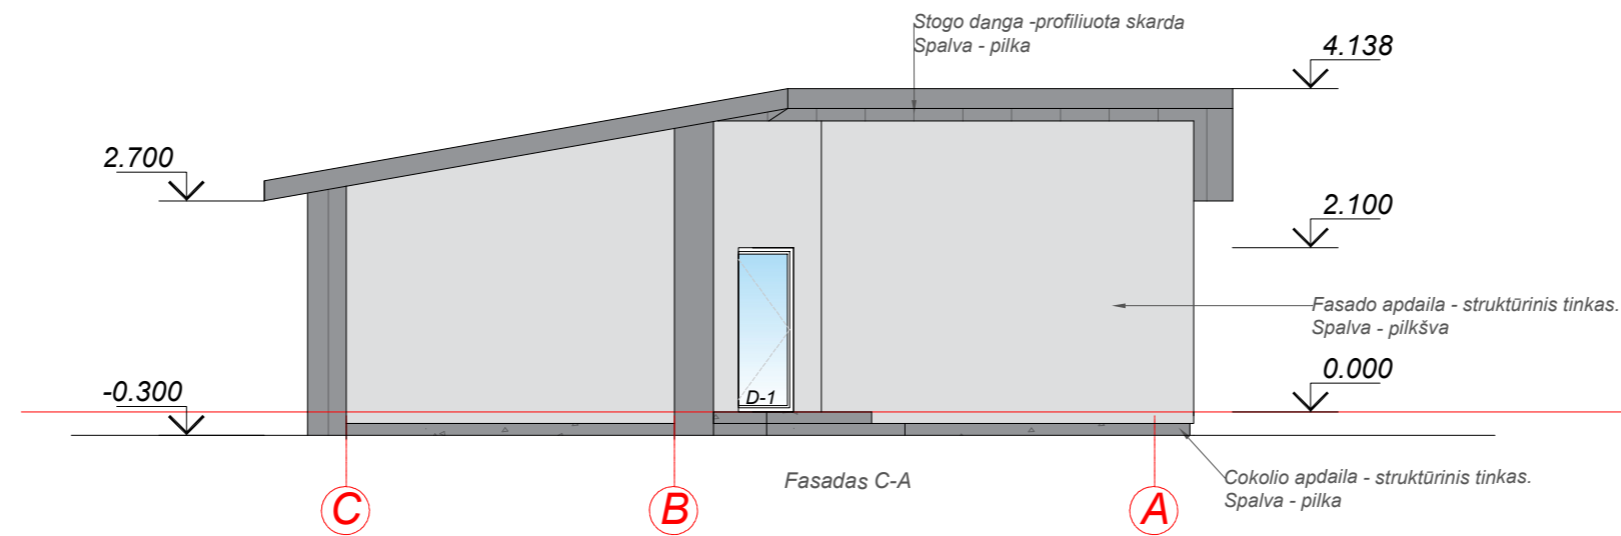 Stogo danga -profiliuota skarda
Spalva - pilka
4.138
2.700
2.100
Fasado apdaila - struktūrinis tinkas.
Spalva - pilkšva
0.000
-0.300
D-1
Fasadas C-A
Cokolio apdaila - struktūrinis tinkas.
Spalva - pilka
C
B
A